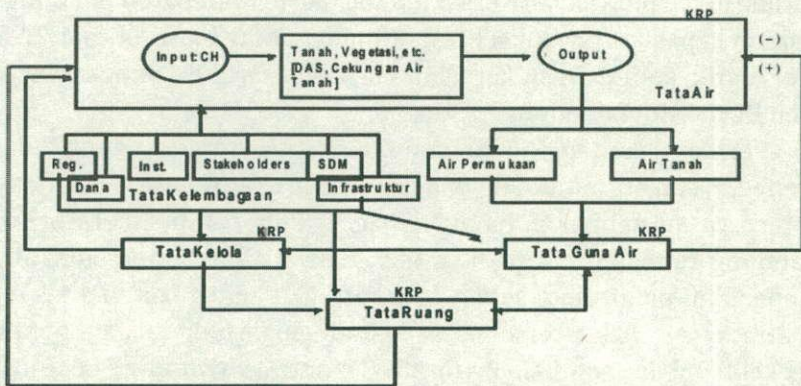 KRP
Input:CH
Tanah, Vegetasi, etc.
[DAS, Cekungan Air
Tanah]
Output
(-)
(+)
TataAir
Reg.
Dana
Inst.
Stakeholders
SDM
Infrastruktur
TataKelembagaan
Air Permukaan
Air Tanah
KRP
TataKelola
KRP
Tata Guna Air
KRP
TataRuang